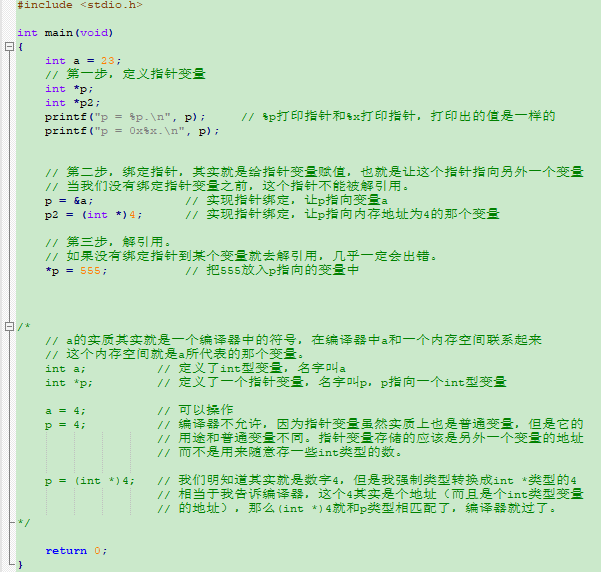 #include <stdio.h>
int main(void)
{
int a = 23;
// 第一步，定义指针变量
int *p;
int *p2;
printf("p = %p.\n", p);     // %p打印指针和%x打印指针，打印出的值是一样的
printf("p = 0x%x.\n", p);
// 第二步，绑定指针，其实就是给指针变量赋值，也就是让这个指针指向另外一个变量
// 当我们没有绑定指针变量之前，这个指针不能被解引用。
p = &a;             // 实现指针绑定，让p指向变量a
p2 = (int *)4;      // 实现指针绑定，让p指向内存地址为4的那个变量
// 第三步，解引用。
// 如果没有绑定指针到某个变量就去解引用，几乎一定会出错。
*p = 555;           // 把555放入p指向的变量中
/*
// a的实质其实就是一个编译器中的符号，在编译器中a和一个内存空间联系起来
// 这个内存空间就是a所代表的那个变量。
int a;          // 定义了int型变量，名字叫a
int *p;         // 定义了一个指针变量，名字叫p，p指向一个int型变量
a = 4;          // 可以操作
p = 4;          // 编译器不允许，因为指针变量虽然实质上也是普通变量，但是它的
// 用途和普通变量不同。指针变量存储的应该是另外一个变量的地址
// 而不是用来随意存一些int类型的数。
p = (int *)4;   // 我们明知道其实就是数字4，但是我强制类型转换成int *类型的4
// 相当于我告诉编译器，这个4其实是个地址（而且是个int类型变量
// 的地址），那么(int *)4就和p类型相匹配了，编译器就过了。
*/
return 0;
}